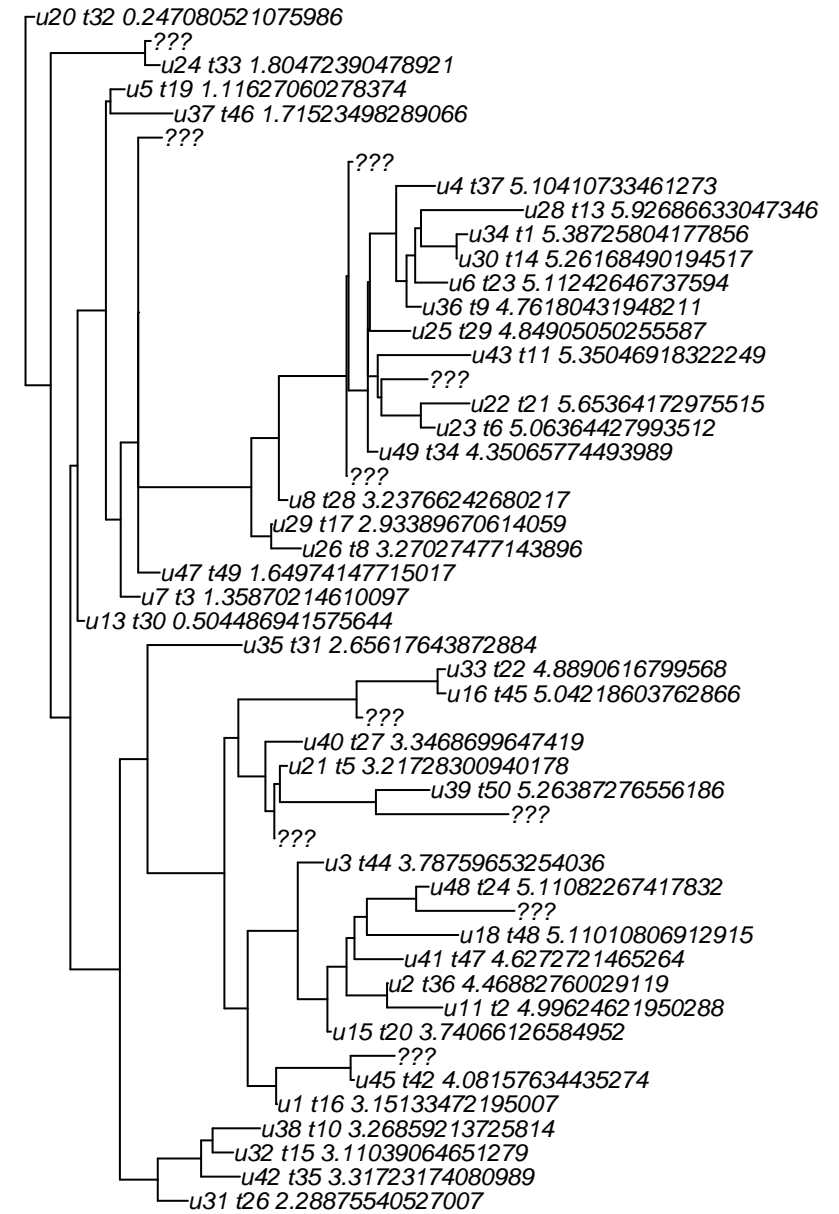 u20 t32 0.247080521075986
???
u24 t33 1.80472390478921
u5 t19 1.11627060278374
u37 t46 1.71523498289066
???
???
u4 t37 5.10410733461273
u28 t13 5.92686633047346
u34 t1 5.38725804177856
u30 t14 5.26168490194517
u6 t23 5.11242646737594
u36 t9 4.76180431948211
u25 t29 4.84905050255587
u43 t11 5.35046918322249
???
u22 t21 5.65364172975515
u23 t6 5.06364427993512
u49 t34 4.35065774493989
???
u8 t28 3.23766242680217
u29 t17 2.93389670614059
u26 t8 3.27027477143896
u47 t49 1.64974147715017
u7 t3 1.35870214610097
u13 t30 0.504486941575644
u35 t31 2.65617643872884
u33 t22 4.8890616799568
u16 t45 5.04218603762866
???
u40 t27 3.3468699647419
u21 t5 3.21728300940178
u39 t50 5.26387276556186
???
???
u3 t44 3.78759653254036
u48 t24 5.11082267417832
???
u18 t48 5.11010806912915
u41 t47 4.6272721465264
u2 t36 4.46882760029119
u11 t2 4.99624621950288
u15 t20 3.74066126584952
???
u45 t42 4.08157634435274
u1 t16 3.15133472195007
u38 t10 3.26859213725814
u32 t15 3.11039064651279
u42 t35 3.31723174080989
u31 t26 2.28875540527007